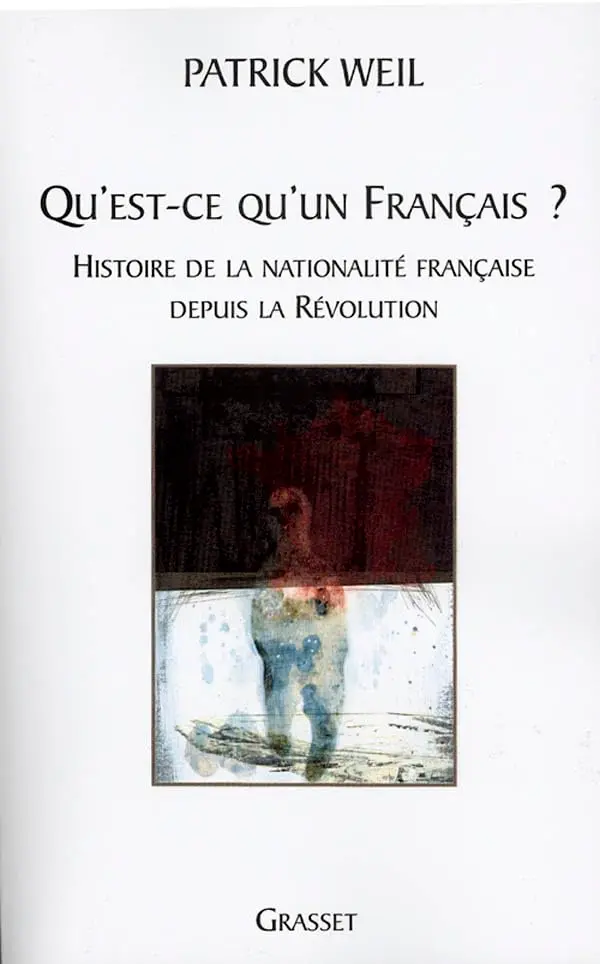 PATRICK WEIL
QU'EST-CE QU'UN FRANÇAIS ?
HISTOIRE DE LA NATIONALITÉ FRANÇAISE
DEPUIS LA RÉVOLUTION
GRASSET